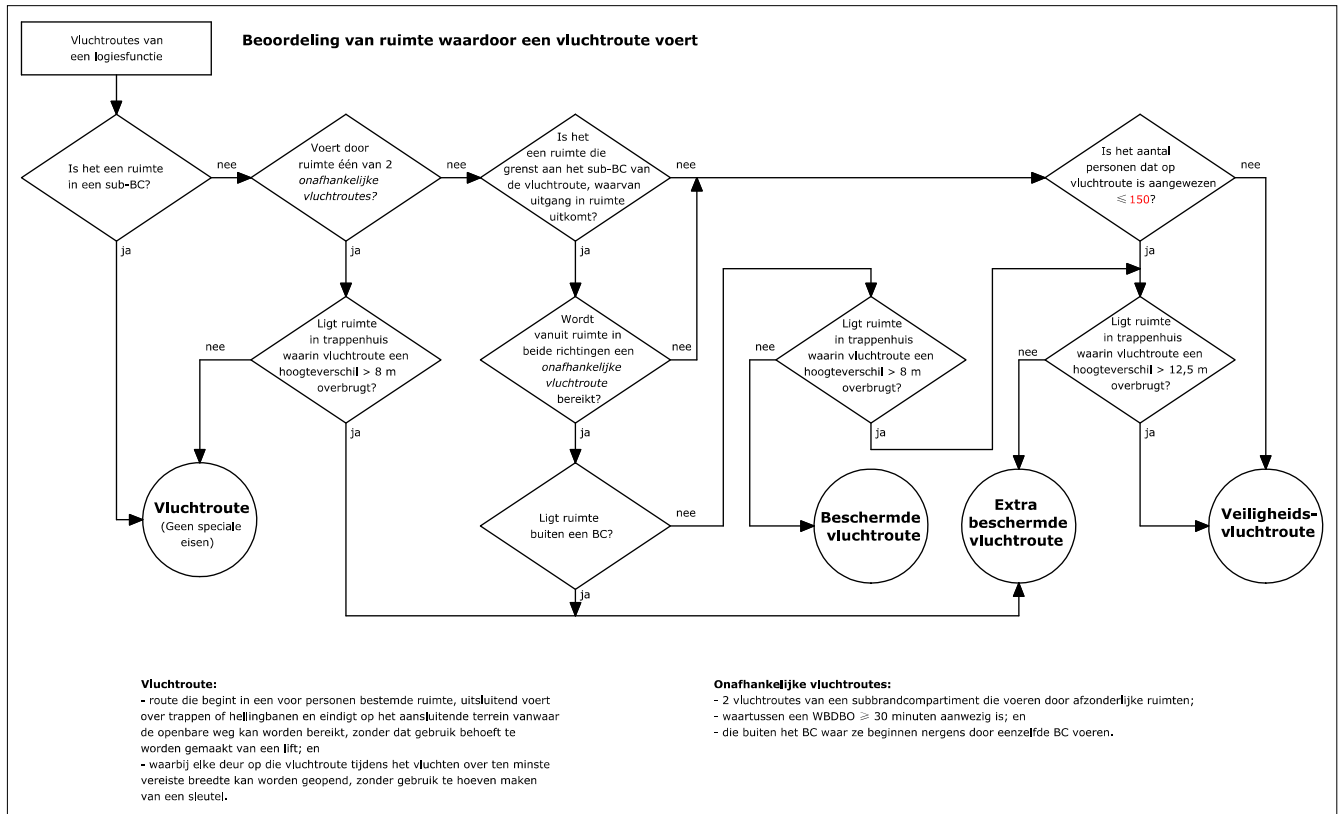 Beoordeling van ruimte waardoor een vluchtroute voert
Vluchtroutes van
een logiesfunctie
Is het een ruimte
in een sub-BC?
nee
ja
Voert door
ruimte één van 2
onafhankelijke
vluchtroutes?
nee
ja
Is het
een ruimte die
grenst aan het sub-BC van
de vluchtroute, waarvan
uitgang in ruimte
uitkomt?
nee
ja
Is het aantal
personen dat op
vluchtroute is aangewezen
≤ 150?
nee
ja
Ligt ruimte
in trappenhuis
waarin vluchtroute een
hoogteverschil > 8 m
overbrugt?
nee
ja
Wordt
vanuit ruimte in
beide richtingen een
onafhankelijke
vluchtroute
bereikt?
nee
ja
Ligt ruimte
in trappenhuis
waarin vluchtroute een
hoogteverschil > 8 m
overbrugt?
nee
ja
Ligt ruimte
in trappenhuis
waarin vluchtroute een
hoogteverschil > 12,5 m
overbrugt?
nee
ja
Vluchtroute
(Geen speciale
eisen)
Ligt ruimte
buiten een BC?
nee
ja
Beschermde
vluchtroute
Extra
beschermde
vluchtroute
Veiligheids-
vluchtroute
Vluchtroute:
- route die begint in een voor personen bestemde ruimte, uitsluitend voert
over trappen of hellingbanen en eindigt op het aansluitende terrein vanwaar
de openbare weg kan worden bereikt, zonder dat gebruik behoeft te
worden gemaakt van een lift; en
- waarbij elke deur op die vluchtroute tijdens het vluchten over ten minste
vereiste breedte kan worden geopend, zonder gebruik te hoeven maken
van een sleutel.
Onafhankelijke vluchtroutes:
- 2 vluchtroutes van een subbrandcompartiment die voeren door afzonderlijke ruimten;
- waartussen een WBDBO ≥ 30 minuten aanwezig is; en
- die buiten het BC waar ze beginnen nergens door eenzelfde BC voeren.